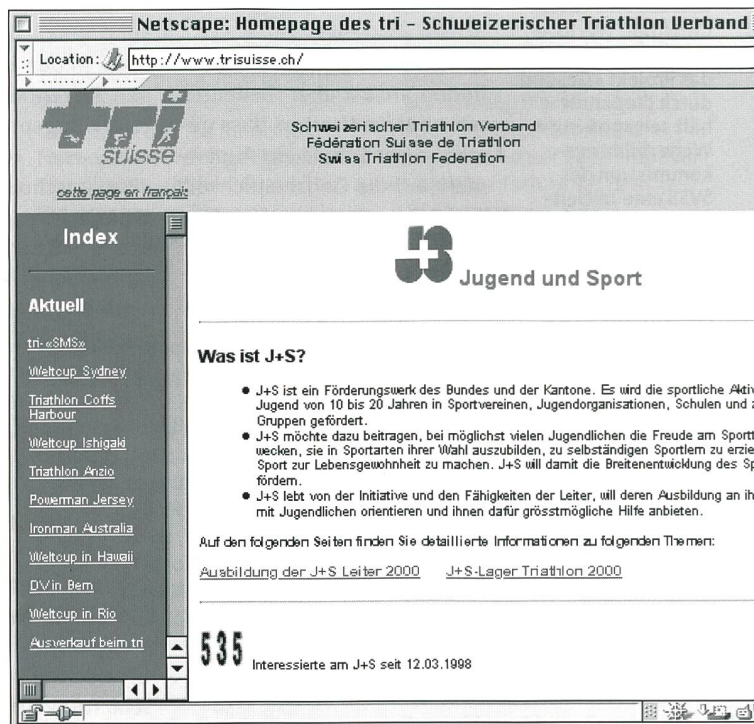 Netscape: Homepage des tri – Schweizerischer Triathlon Verband
Location: http://www.trisuisse.ch/
tri
suisse
cette page en français
Schweizerischer Triathlon Verband
Fédération Suisse de Triathlon
Swiss Triathlon Federation
Index
Aktuell
tri-«SMS»
Weltcup Sydney
Triathlon Coffs
Harbour
Weltcup Ishigaki
Triathlon Anzio
Powerman Jersey
Ironman Australia
Weltcup in Hawaii
DV in Bern
Weltcup in Rio
Ausverkauf beim tri
J+S Jugend und Sport
Was ist J+S?
● J+S ist ein Förderungswerk des Bundes und der Kantone. Es wird die sportliche
Jugend von 10 bis 20 Jahren in Sportvereinen, Jugendorganisationen, Schulen und
Gruppen gefördert.
● J+S möchte dazu beitragen, bei möglichst vielen Jugendlichen die Freude am
wecken, sie in Sportarten ihrer Wahl auszubilden, zu selbständigen Sportlern zu
Sport zur Lebensgewohnheit zu machen. J+S will damit die Breitenentwicklung des
fördern.
● J+S lebt von der Initiative und den Fähigkeiten der Leiter, will deren Ausbildung an
mit Jugendlichen orientieren und ihnen dafür grösstmögliche Hilfe anbieten.
Auf den folgenden Seiten finden Sie detaillierte Informationen zu folgenden Themen:
Ausbildung der J+S Leiter 2000 J+S-Lager Triathlon 2000
535 Interessierte am J+S seit 12.03.1998